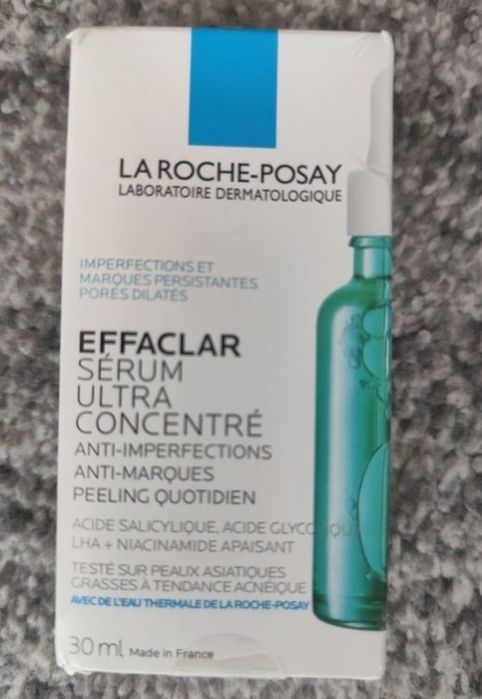 LA ROCHE-POSAY
LABORATOIRE DERMATOLOGIQUE
IMPERFECTIONS ET
MARQUES PERSISTANTES
PORES DILATÉS
EFFACLAR
SÉRUM
ULTRA
CONCENTRÉ
ANTI-IMPERFECTIONS
ANTI-MARQUES
PEELING QUOTIDIEN
ACIDE SALICYLIQUE, ACIDE GLYCOLIQUE
LHA + NIACINAMIDE APAISANT
TESTÉ SUR PEAUX ASIATIQUES
GRASSES À TENDANCE ACNÉIQUE
AVEC DE L'EAU THERMALE DE LA ROCHE-POSAY
30 ml Made in France